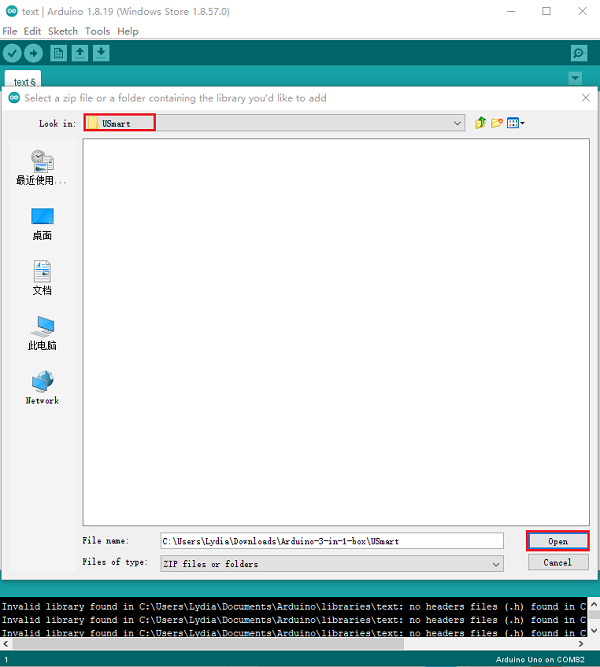 text | Arduino 1.8.19 (Windows Store 1.8.57.0)
File Edit Sketch Tools Help
text §
Select a zip file or a folder containing the library you'd like to add
Look in: USmart
最近使用...
桌面
文档
此电脑
Network
File name: C:\Users\Lydia\Downloads\Arduino-3-in-1-box\USmart
Open
Files of type: ZIP files or folders
Cancel
Invalid library found in C:\Users\Lydia\Documents\Arduino\libraries\text: no headers files (.h) found in C
Invalid library found in C:\Users\Lydia\Documents\Arduino\libraries\text: no headers files (.h) found in C
Invalid library found in C:\Users\Lydia\Documents\Arduino\libraries\text: no headers files (.h) found in C
1
Arduino Uno on COM82